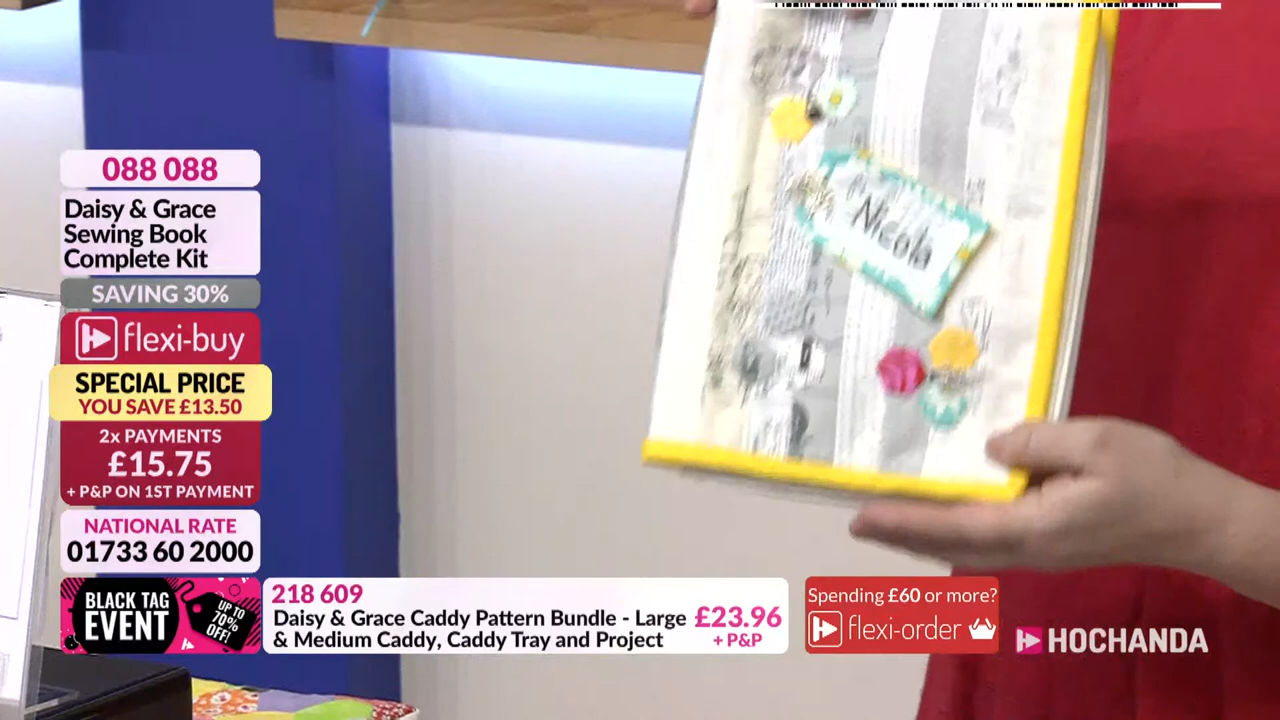 088 088
Daisy & Grace
Sewing Book
Complete Kit
SAVING 30%
flexi-buy
SPECIAL PRICE
YOU SAVE £13.50
2x PAYMENTS
£15.75
+ P&P ON 1ST PAYMENT
NATIONAL RATE
01733 60 2000
BLACK TAG
EVENT
UP TO
70%
OFF!
218 609
Daisy & Grace Caddy Pattern Bundle - Large
& Medium Caddy, Caddy Tray and Project
£23.96
+ P&P
Spending £60 or more?
flexi-order
HOCHANDA
Nicola